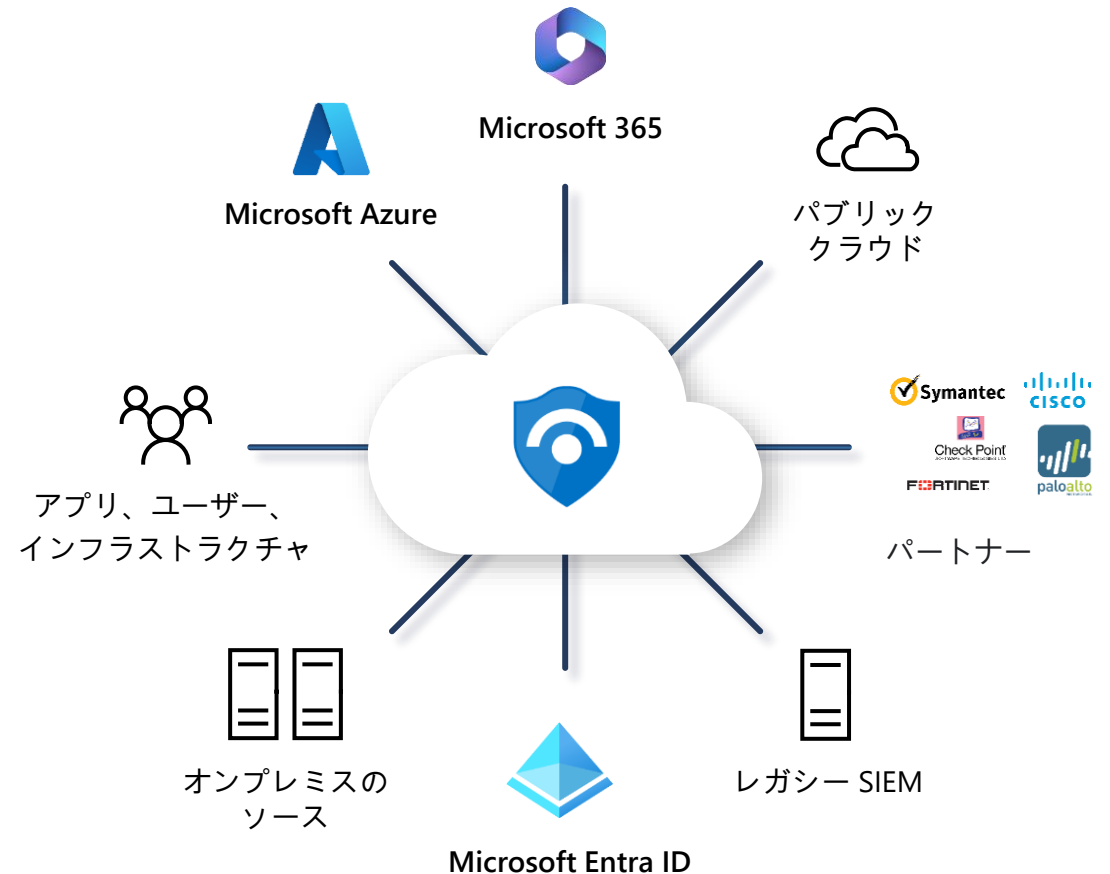 Microsoft 365
Microsoft Azure
パブリック
クラウド
Symantec
CISCO
Check Point
FORTINET
paloalto
アプリ、ユーザー、
インフラストラクチャ
パートナー
オンプレミスの
ソース
レガシー SIEM
Microsoft Entra ID